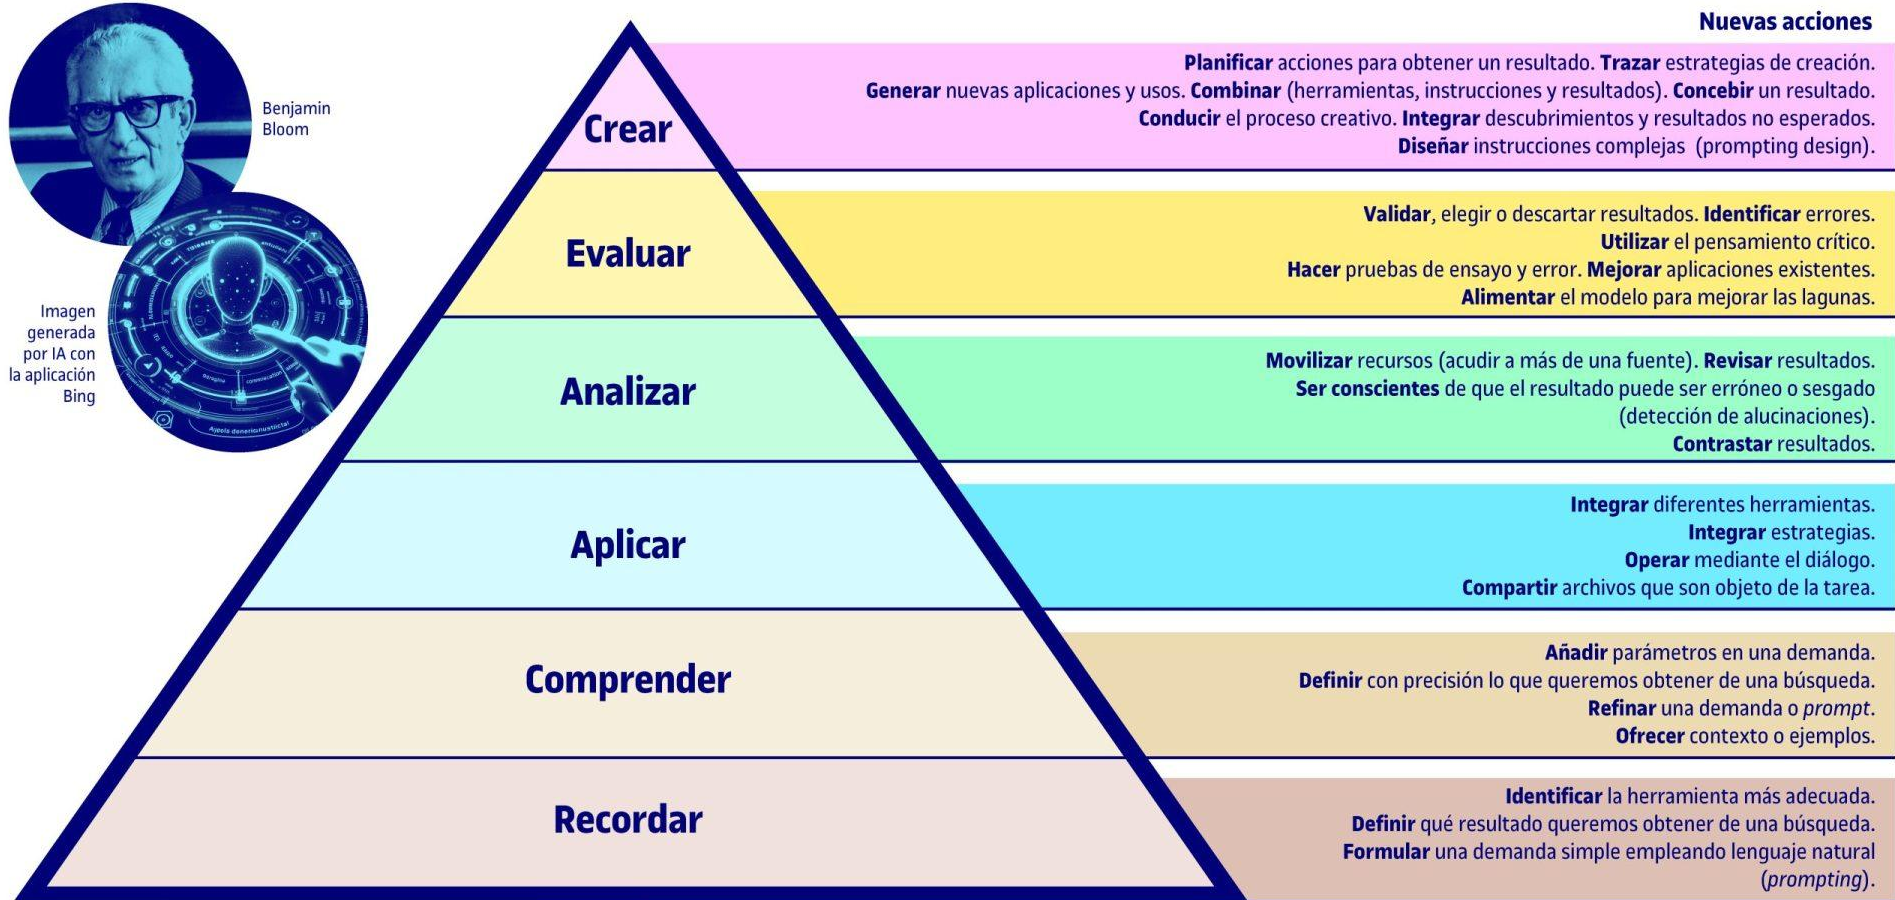 Benjamin
Bloom
Imagen
generada
por IA con
la aplicación
Bing
Nuevas acciones
Crear
Planificar acciones para obtener un resultado. Trazar estrategias de creación.
Generar nuevas aplicaciones y usos. Combinar (herramientas, instrucciones y resultados). Concebir un resultado.
Conducir el proceso creativo. Integrar descubrimientos y resultados no esperados.
Diseñar instrucciones complejas (prompting design).
Evaluar
Validar, elegir o descartar resultados. Identificar errores.
Utilizar el pensamiento crítico.
Hacer pruebas de ensayo y error. Mejorar aplicaciones existentes.
Alimentar el modelo para mejorar las lagunas.
Analizar
Movilizar recursos (acudir a más de una fuente). Revisar resultados.
Ser conscientes de que el resultado puede ser erróneo o sesgado
(detección de alucinaciones).
Contrastar resultados.
Aplicar
Integrar diferentes herramientas.
Integrar estrategias.
Operar mediante el diálogo.
Compartir archivos que son objeto de la tarea.
Comprender
Añadir parámetros en una demanda.
Definir con precisión lo que queremos obtener de una búsqueda.
Refinar una demanda o prompt.
Ofrecer contexto o ejemplos.
Recordar
Identificar la herramienta más adecuada.
Definir qué resultado queremos obtener de una búsqueda.
Formular una demanda simple empleando lenguaje natural
(prompting).